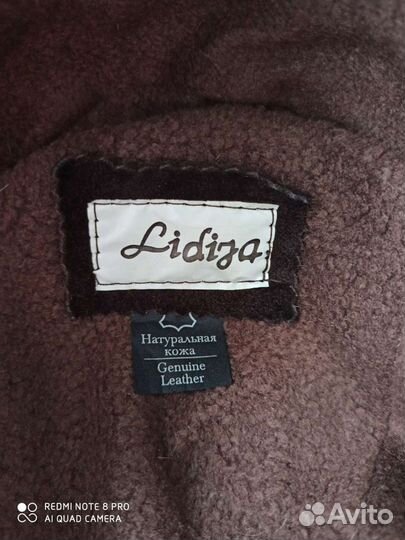 Lidiza
Натуральная
кожа
Genuine
Leather
REDMI NOTE 8 PRO
AI QUAD CAMERA
Avito